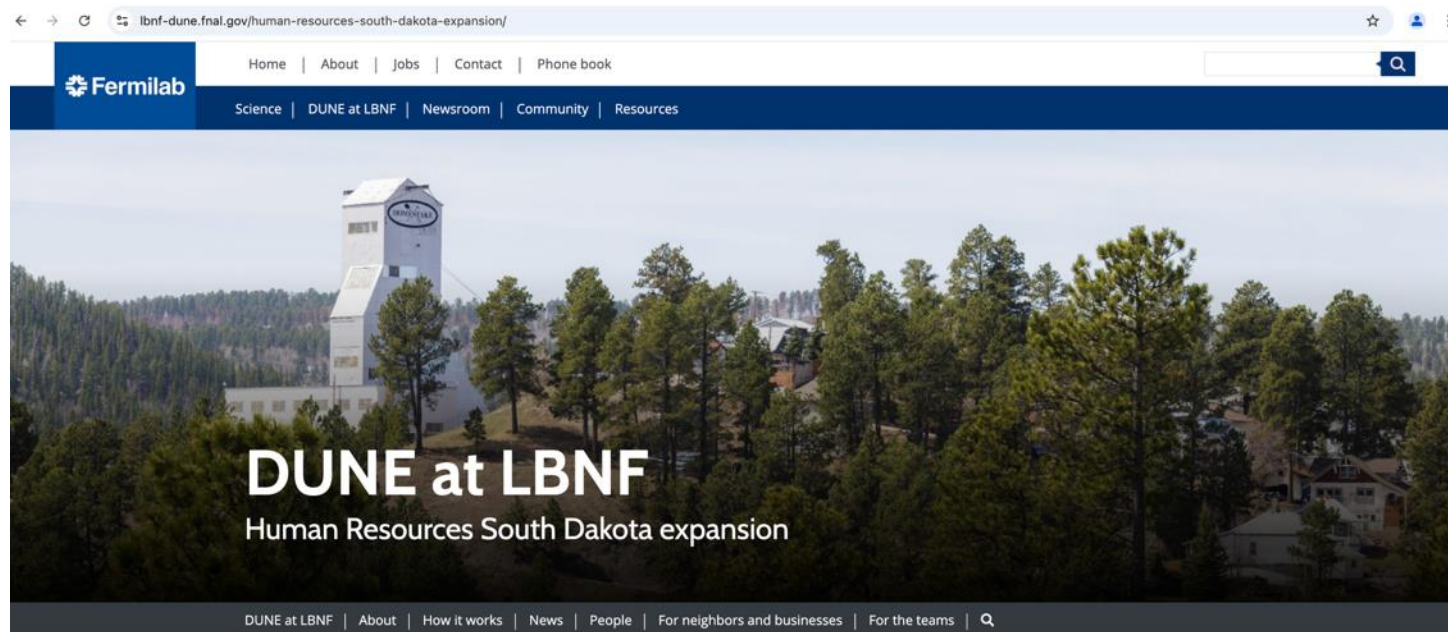 lbnf-dune.fnal.gov/human-resources-south-dakota-expansion/
Fermilab
Home | About | Jobs | Contact | Phone book
Science | DUNE at LBNF | Newsroom | Community | Resources
HOMESTAKE
DUNE at LBNF
Human Resources South Dakota expansion
DUNE at LBNF | About | How it works | News | People | For neighbors and businesses | For the teams